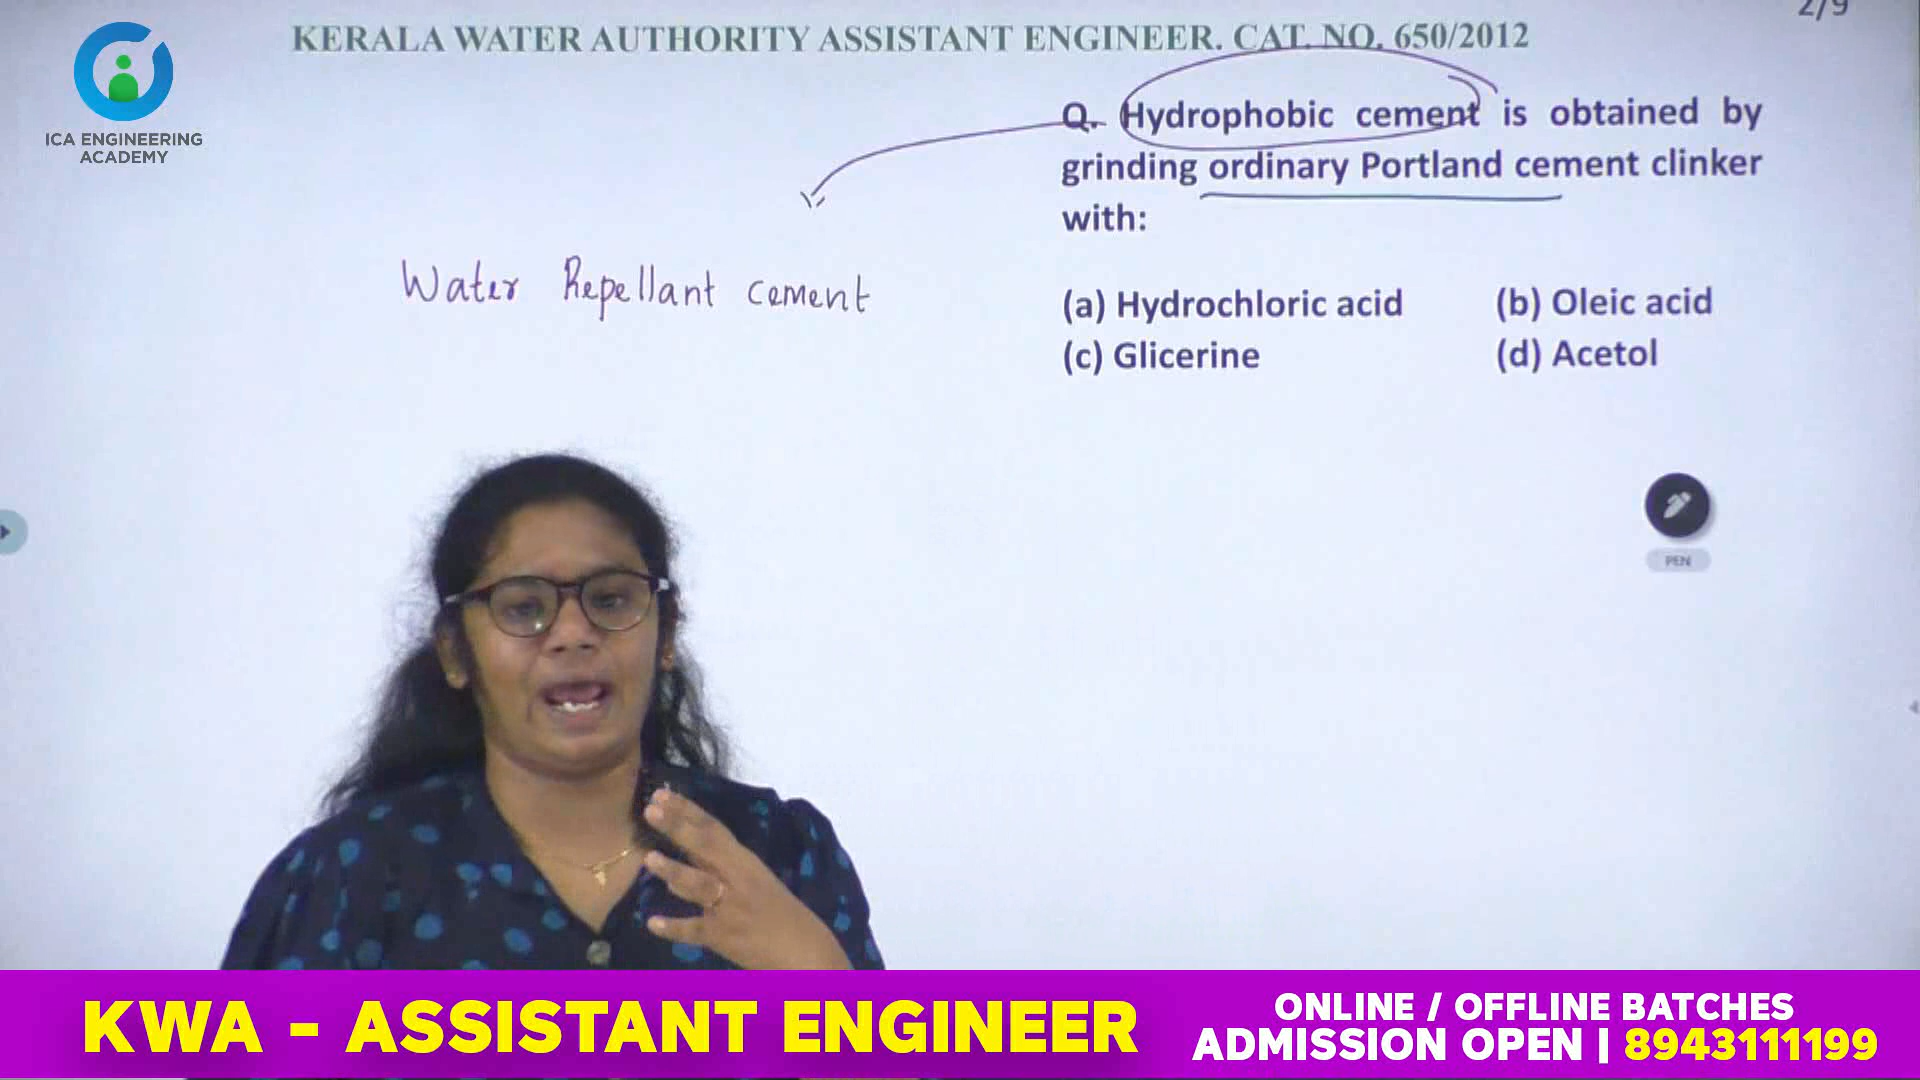 2/9
KERALA WATER AUTHORITY ASSISTANT ENGINEER. CAT. NO. 650/2012
ICA ENGINEERING
ACADEMY
Q. Hydrophobic cement is obtained by
grinding ordinary Portland cement clinker
with:
Water Repellant cement
(a) Hydrochloric acid (b) Oleic acid
(c) Glicerine (d) Acetol
PEN
KWA - ASSISTANT ENGINEER
ONLINE / OFFLINE BATCHES
ADMISSION OPEN | 8943111199